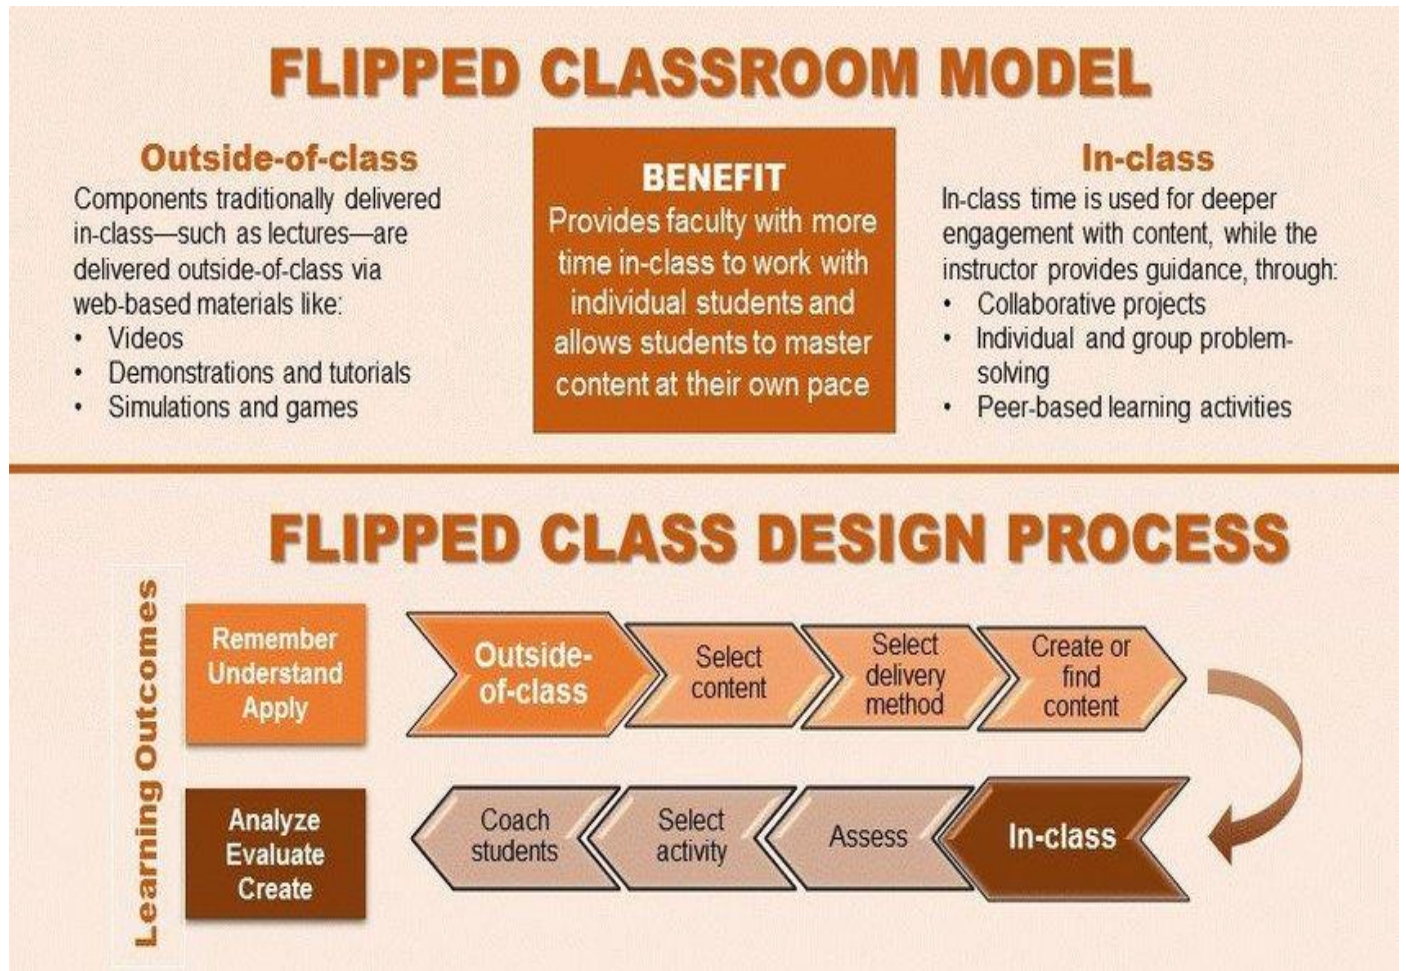 FLIPPED CLASSROOM MODEL
Outside-of-class
Components traditionally delivered
in-class—such as lectures—are
delivered outside-of-class via
web-based materials like:
• Videos
• Demonstrations and tutorials
• Simulations and games
BENEFIT
Provides faculty with more
time in-class to work with
individual students and
allows students to master
content at their own pace
In-class
In-class time is used for deeper
engagement with content, while the
instructor provides guidance, through:
• Collaborative projects
• Individual and group problem-
solving
• Peer-based learning activities
FLIPPED CLASS DESIGN PROCESS
Learning Outcomes
Remember
Understand
Apply
Outside-
of-class
Select
content
Select
delivery
method
Create or
find
content
Analyze
Evaluate
Create
In-class
Assess
Select
activity
Coach
students